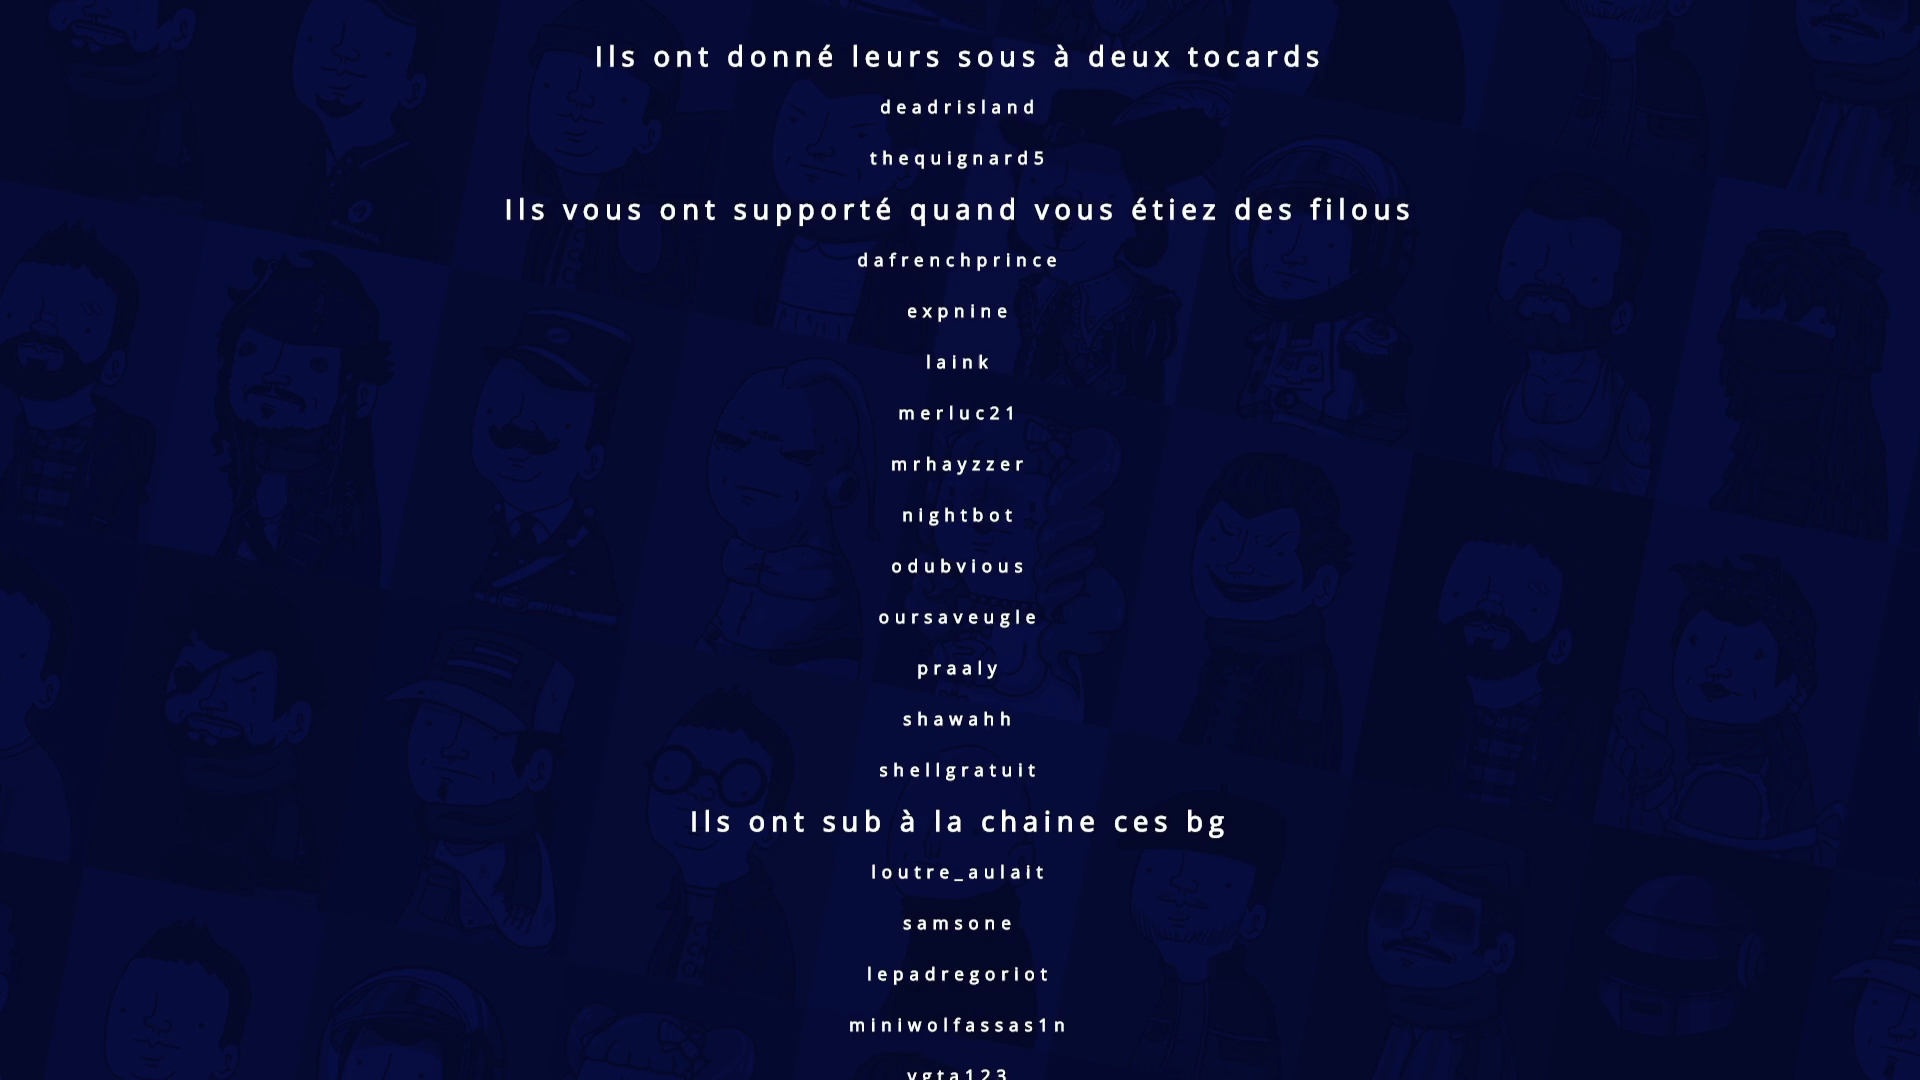 Ils ont donné leurs sous à deux tocards
deadrisland
thequignard5
Ils vous ont supporté quand vous étiez des filous
dafrenchprince
expnine
laink
merluc21
mrhayzzer
nightbot
odubvious
oursaveugle
praaly
shawahh
shellgratuit
Ils ont sub à la chaine ces bg
loutre_aulait
samsone
lepadregoriot
miniwolfassas1n
vgta123